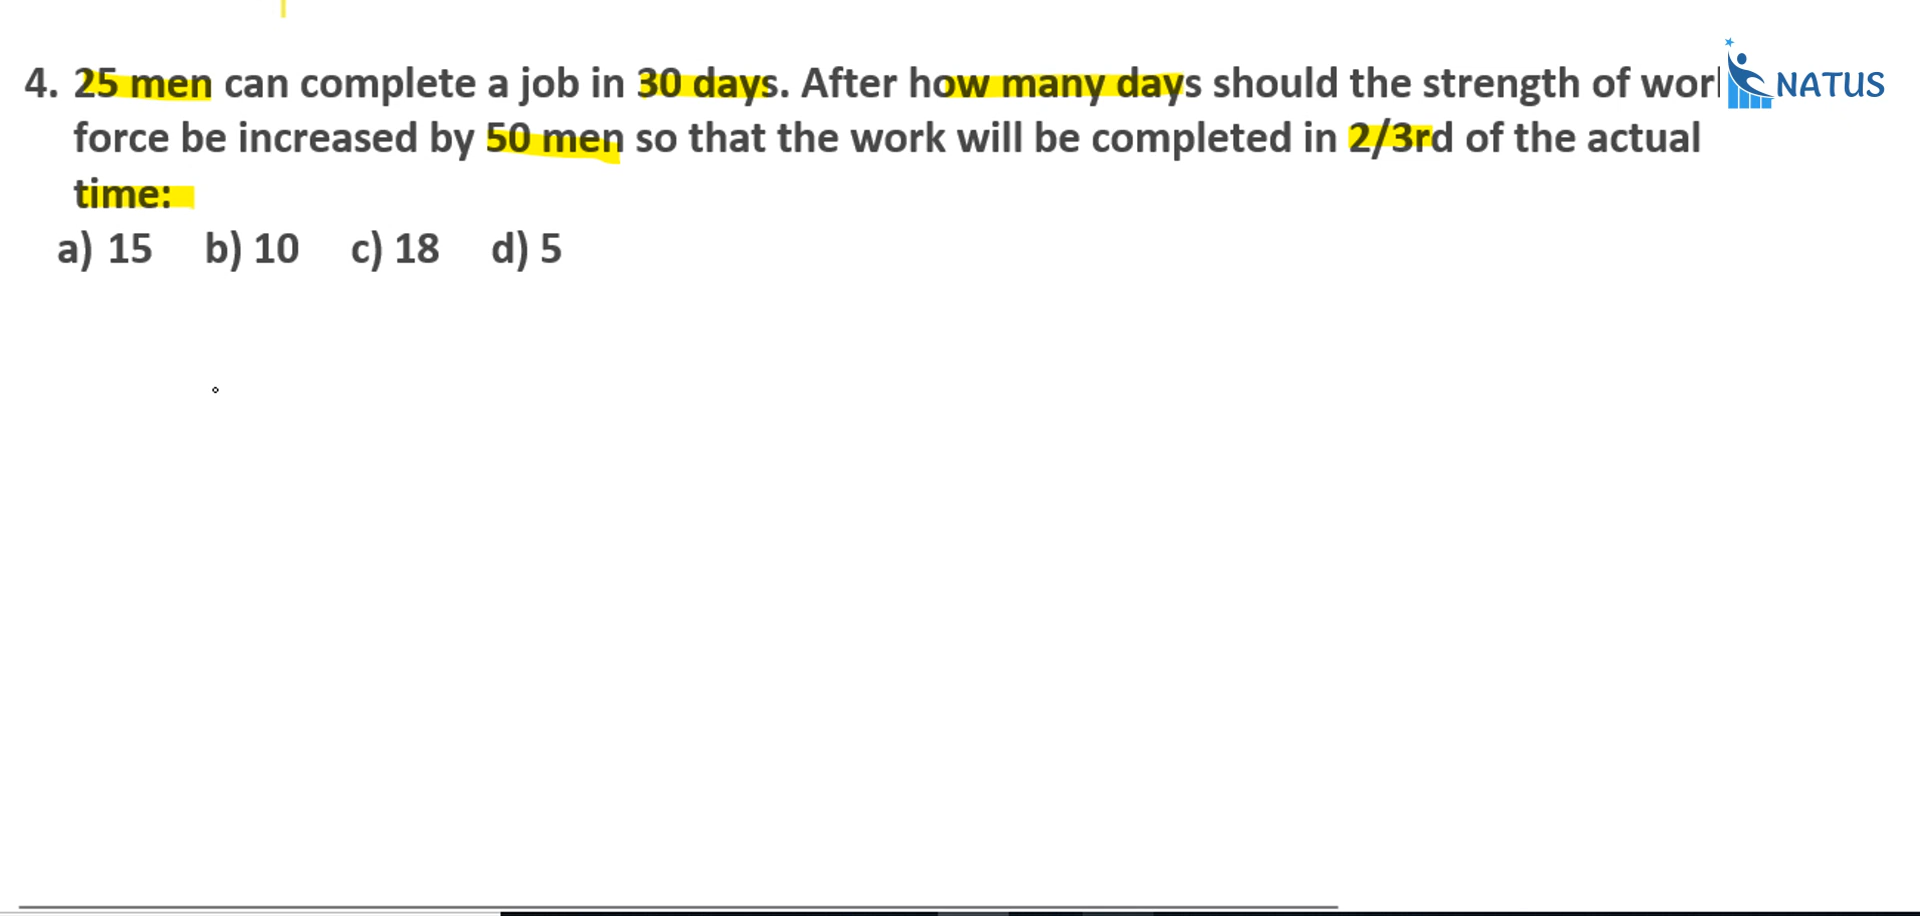 4. 25 men can complete a job in 30 days. After how many days should the strength of
NATUS
force be increased by 50 men so that the work will be completed in 2/3rd of the actual
time:
a) 15 b) 10 c) 18 d) 5